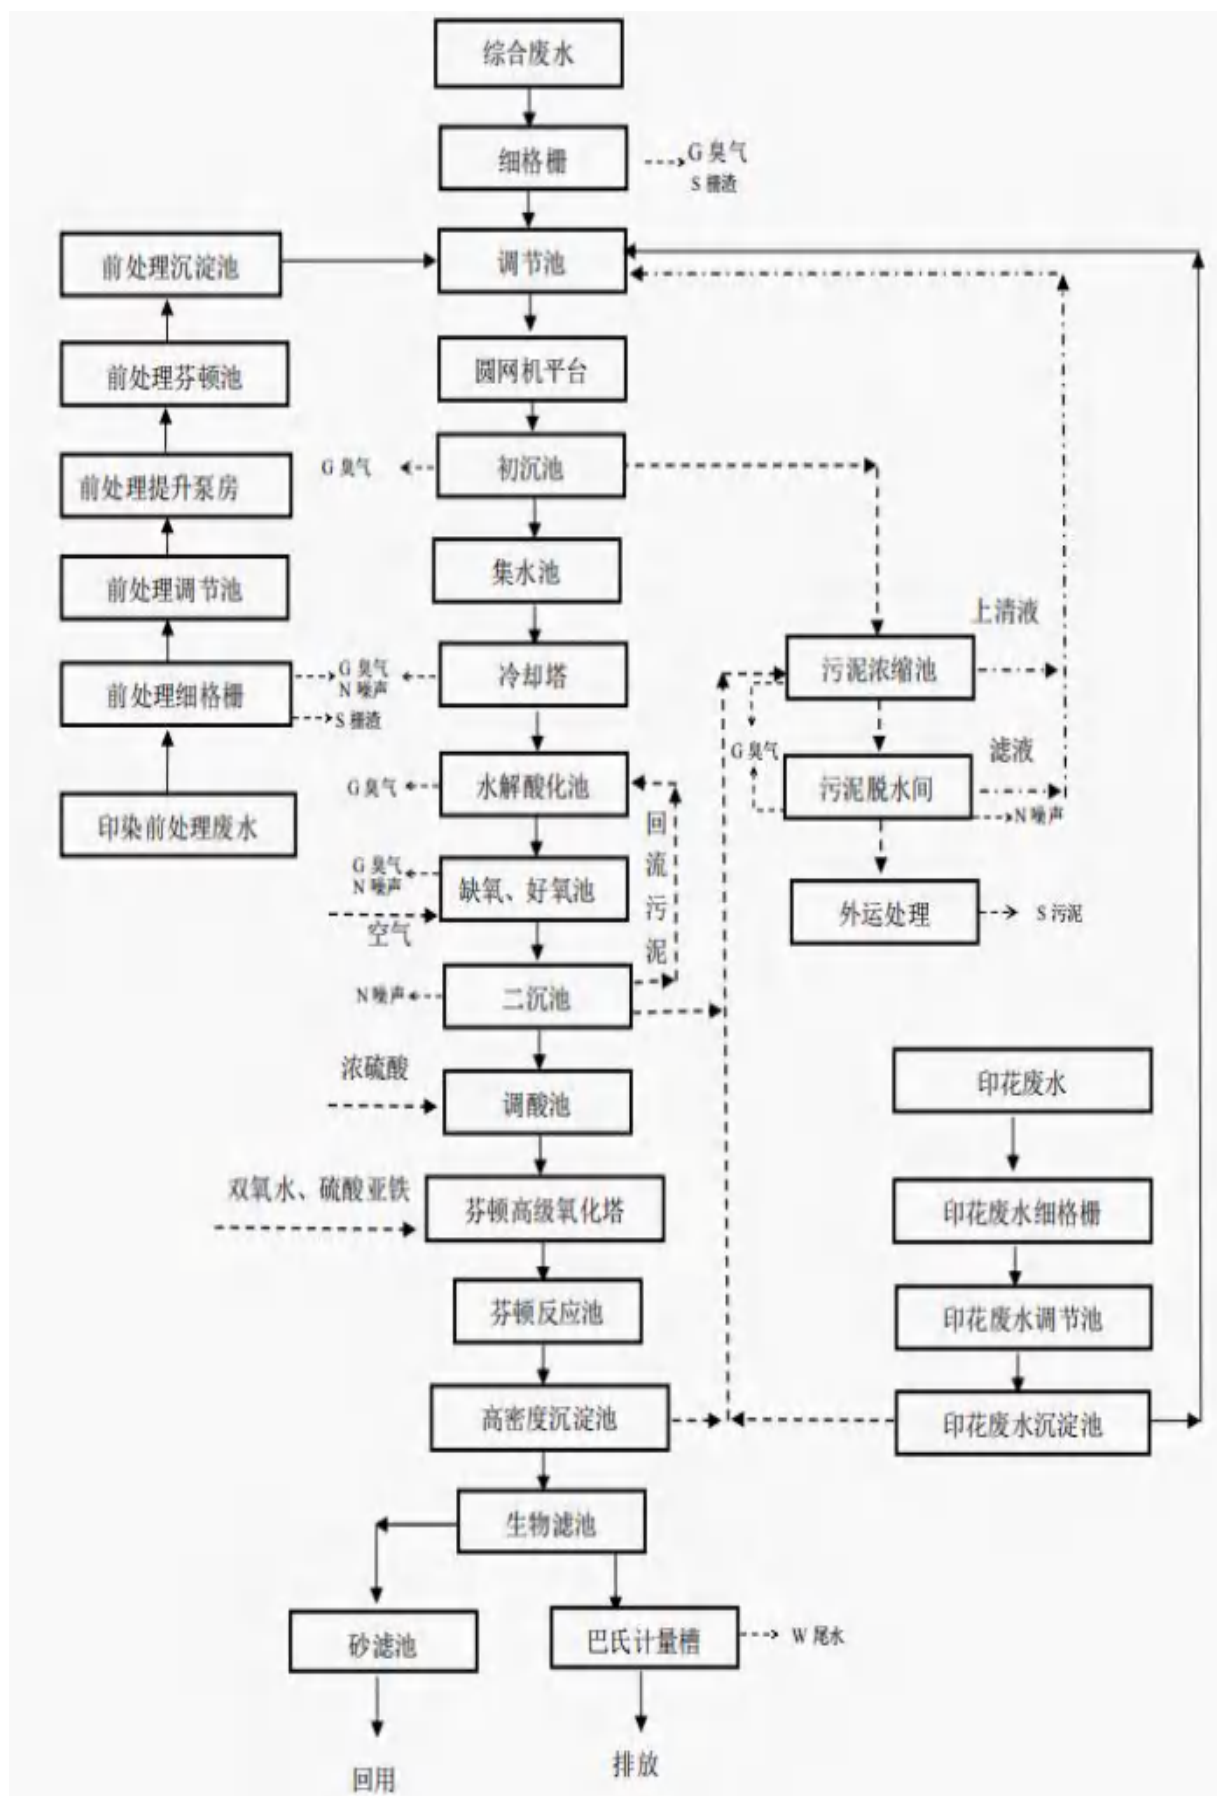 综合废水
细格栅
G 臭气
S 栅渣
前处理沉淀池
调节池
前处理芬顿池
圆网机平台
前处理提升泵房
G 臭气
初沉池
前处理调节池
集水池
上清液
前处理细格栅
G 臭气
N 噪声
S 栅渣
冷却塔
污泥浓缩池
G 臭气
滤液
印染前处理废水
G 臭气
水解酸化池
回流污泥
污泥脱水间
N 噪声
G 臭气
N 噪声
缺氧、好氧池
空气
外运处理
S 污泥
N 噪声
二沉池
浓硫酸
调酸池
印花废水
双氧水、硫酸亚铁
芬顿高级氧化塔
印花废水细格栅
芬顿反应池
印花废水调节池
高密度沉淀池
印花废水沉淀池
生物滤池
砂滤池
巴氏计量槽
W 尾水
回用
排放